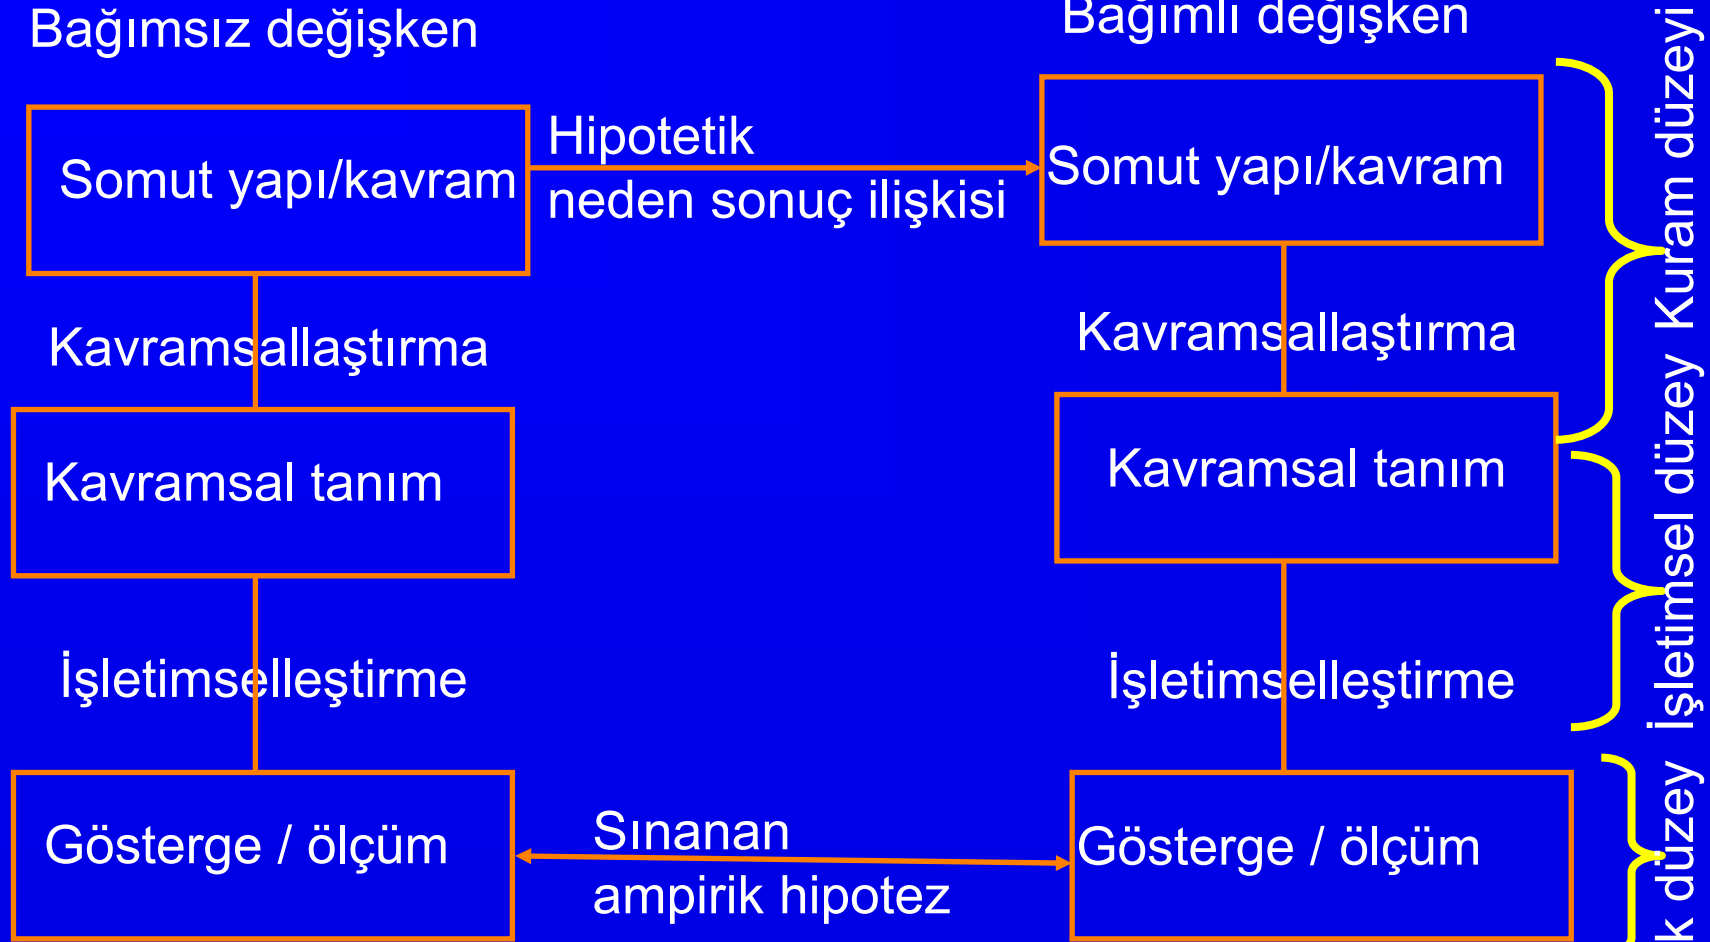 Bağımsız değişken
Bağımli değişken
Somut yapı/kavram
Hipotetik
neden sonuç ilişkisi
Somut yapı/kavram
Kavramsallaştırma
Kavramsallaştırma
Kavramsal tanım
Kavramsal tanım
İşletimselleştirme
İşletimselleştirme
Gösterge / ölçüm
Sınanan
ampirik hipotez
Gösterge / ölçüm
Kuram düzeyi
İşletimsel düzey
k düzey